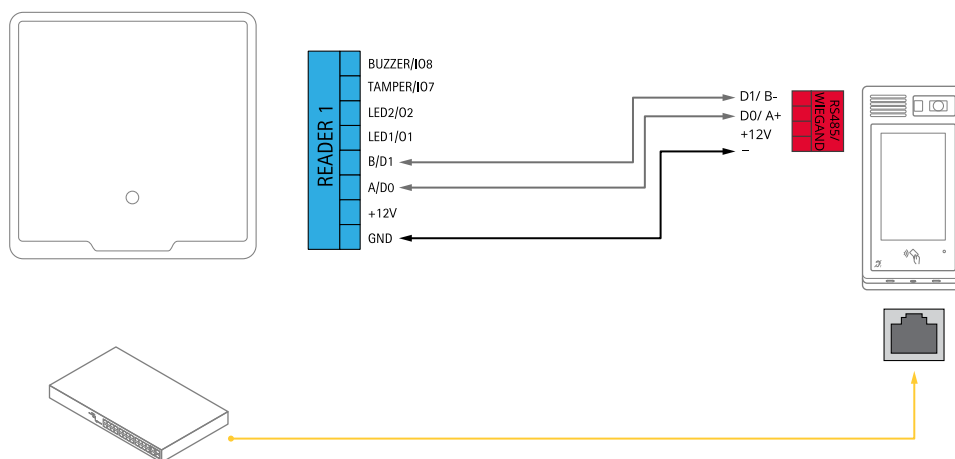 READER 1
BUZZER/IO8
TAMPER/IO7
LED2/O2
LED1/O1
B/D1
A/D0
+12V
GND
D1/ B-
D0/ A+
+12V
–
RS485/
WIEGAND